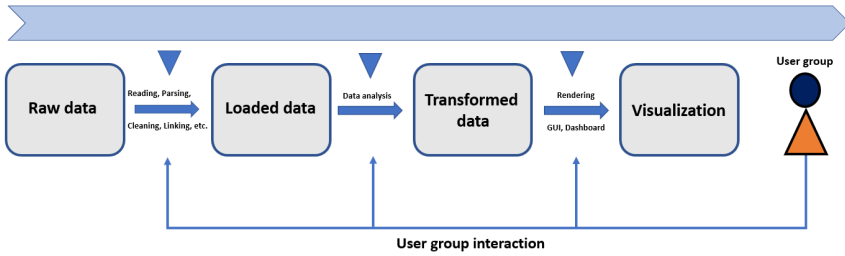 User group
Reading, Parsing,
Raw data
Cleaning, Linking, etc.
Loaded data
Data analysis
Transformed
data
Rendering
GUI, Dashboard
Visualization
User group interaction